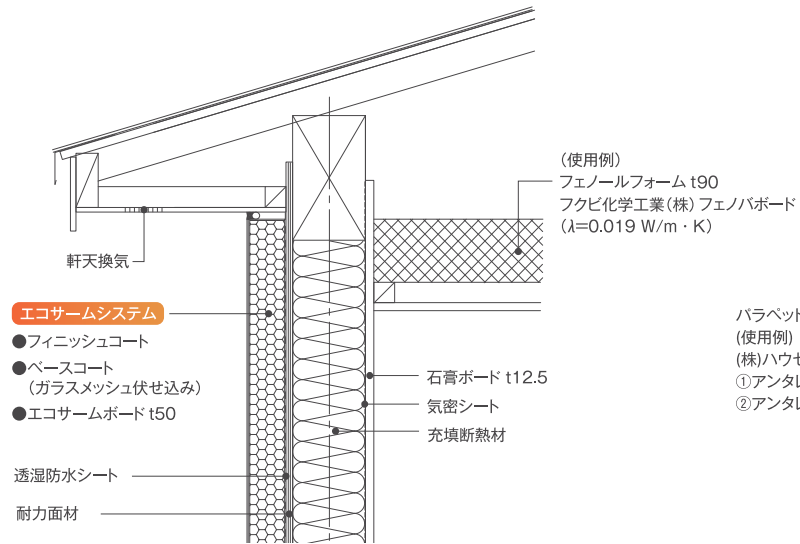 (使用例)
フェノールフォーム t90
フクビ化学工業(株) フェノバボード
(λ=0.019 W/m・K)
軒天換気
エコサームシステム
●フィニッシュコート
●ベースコート
(ガラスメッシュ伏せ込み)
●エコサームボード t50
透湿防水シート
耐力面材
石膏ボード t12.5
気密シート
充填断熱材
パラペット
(使用例)
(株)ハウゼ
①アンタレ
②アンタレ